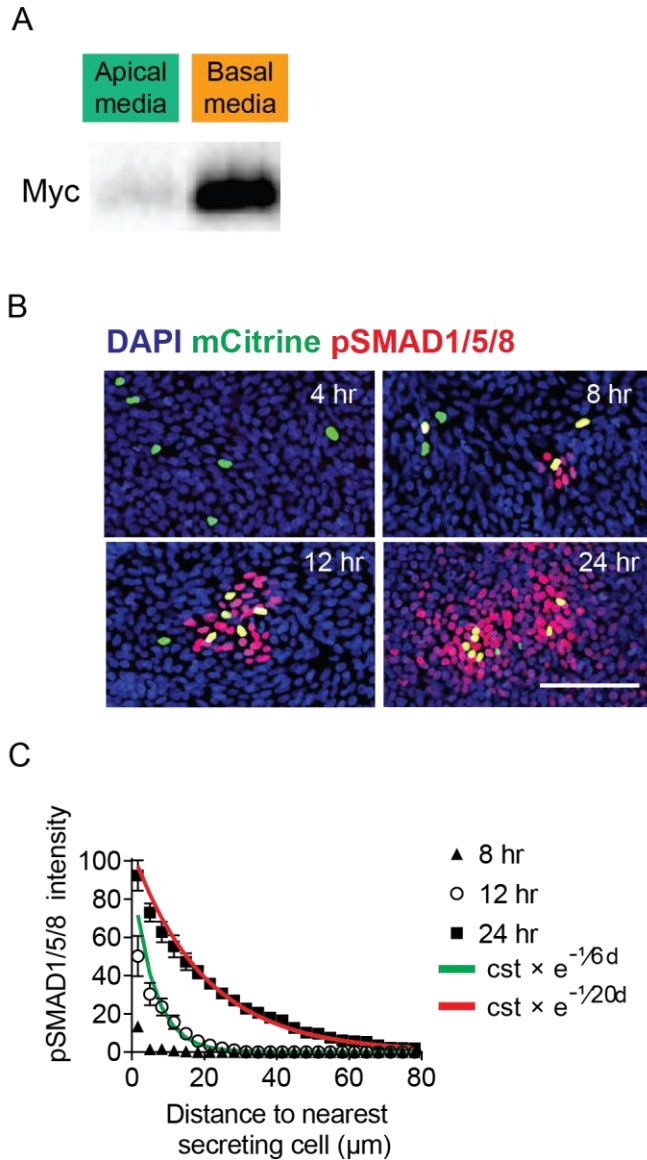 A
Apical
media
Basal
media
Myc
B
DAPI mCitrine pSMAD1/5/8
4 hr
8 hr
12 hr
24 hr
C
pSMAD1/5/8 intensity
100
80
60
40
20
0
0 20 40 60 80
Distance to nearest
secreting cell (µm)
▲ 8 hr
○ 12 hr
■ 24 hr
cst × e^-1/6d
cst × e^-1/20d